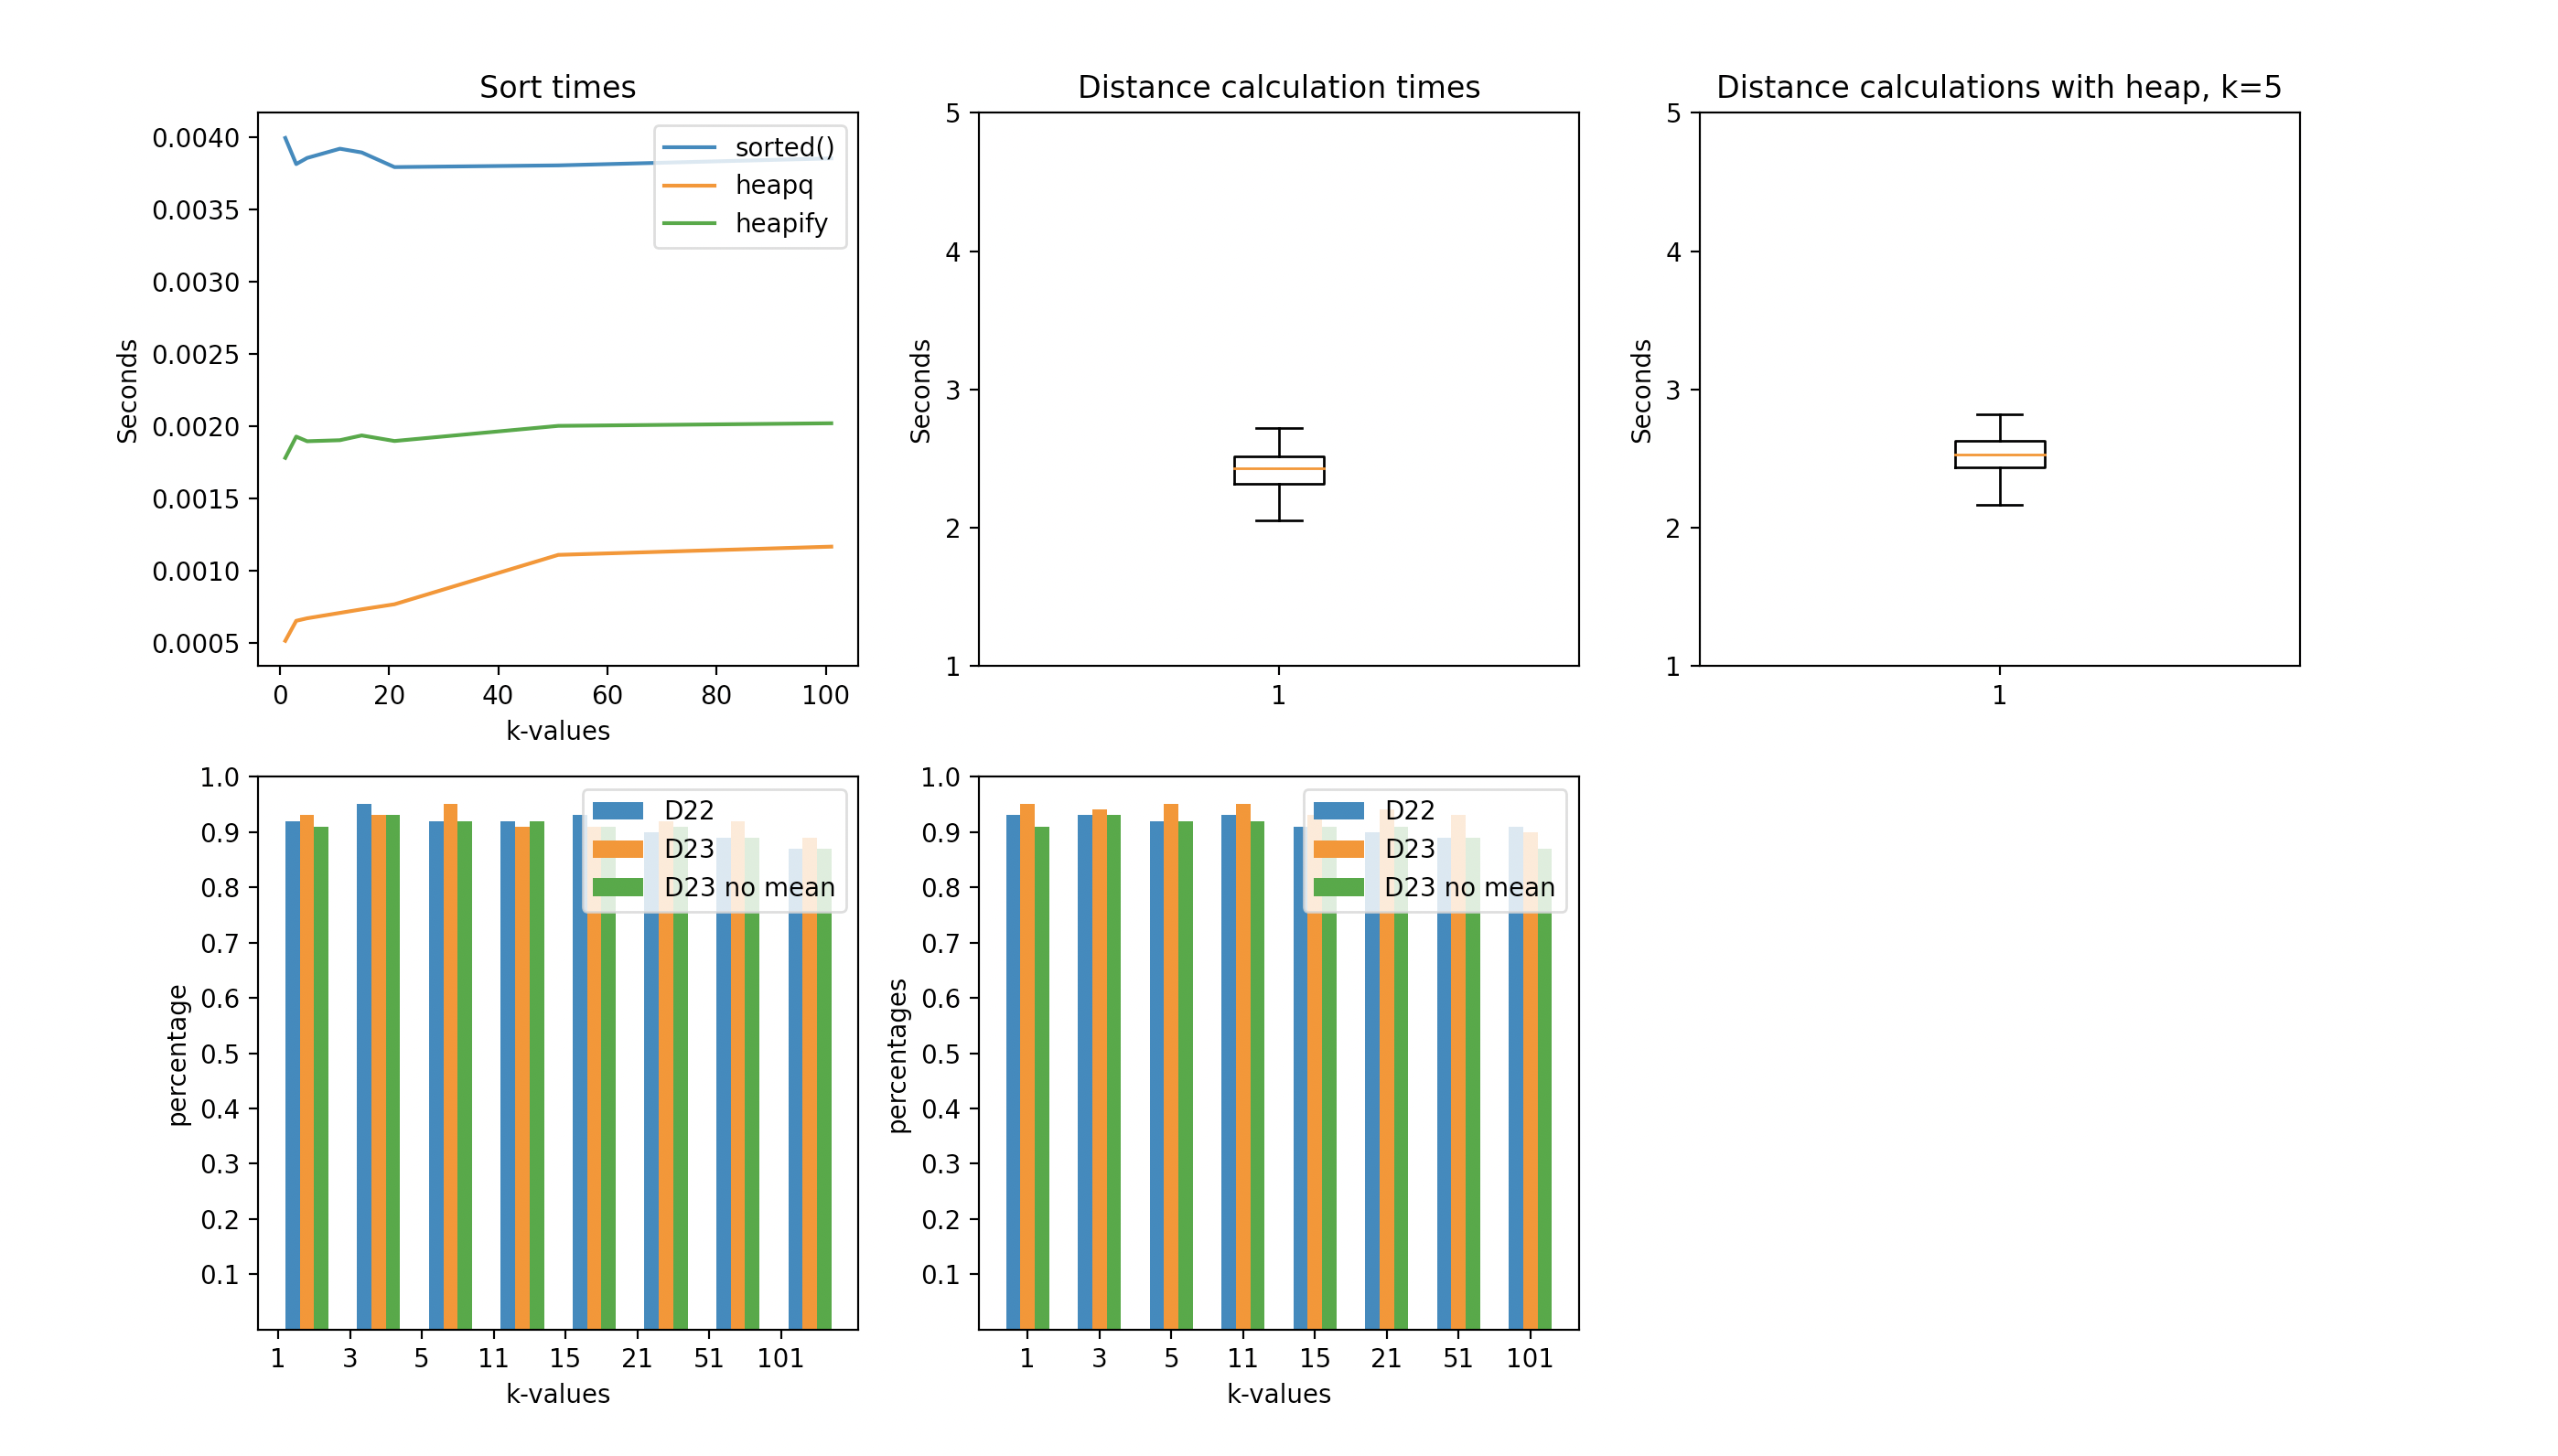 Sort times
0.0040
0.0035
0.0030
0.0025
0.0020
0.0015
0.0010
0.0005
Seconds
0 20 40 60 80 100
k-values
sorted()
heapq
heapify
Distance calculation times
5
4
3
2
1
Seconds
1
Distance calculations with heap, k=5
5
4
3
2
1
Seconds
1
1.0
0.9
0.8
0.7
0.6
0.5
0.4
0.3
0.2
0.1
percentage
1 3 5 11 15 21 51 101
k-values
D22
D23
D23 no mean
1.0
0.9
0.8
0.7
0.6
0.5
0.4
0.3
0.2
0.1
percentages
1 3 5 11 15 21 51 101
k-values
D22
D23
D23 no mean